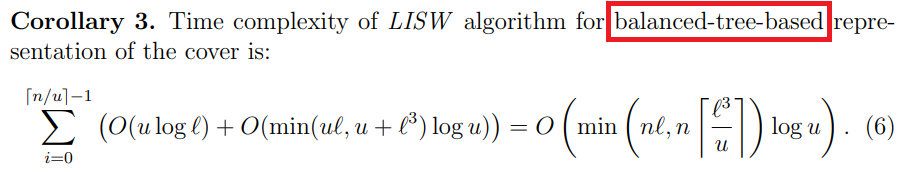 Corollary 3. Time complexity of LISW algorithm for balanced-tree-based repre-
sentation of the cover is:
⌈n/u⌉−1
∑ (O(u log ℓ) + O(min(uℓ, u + ℓ³) log u)) = O ( min ( nℓ, n ⌈ ℓ³/u ⌉ ) log u ) . (6)
i=0